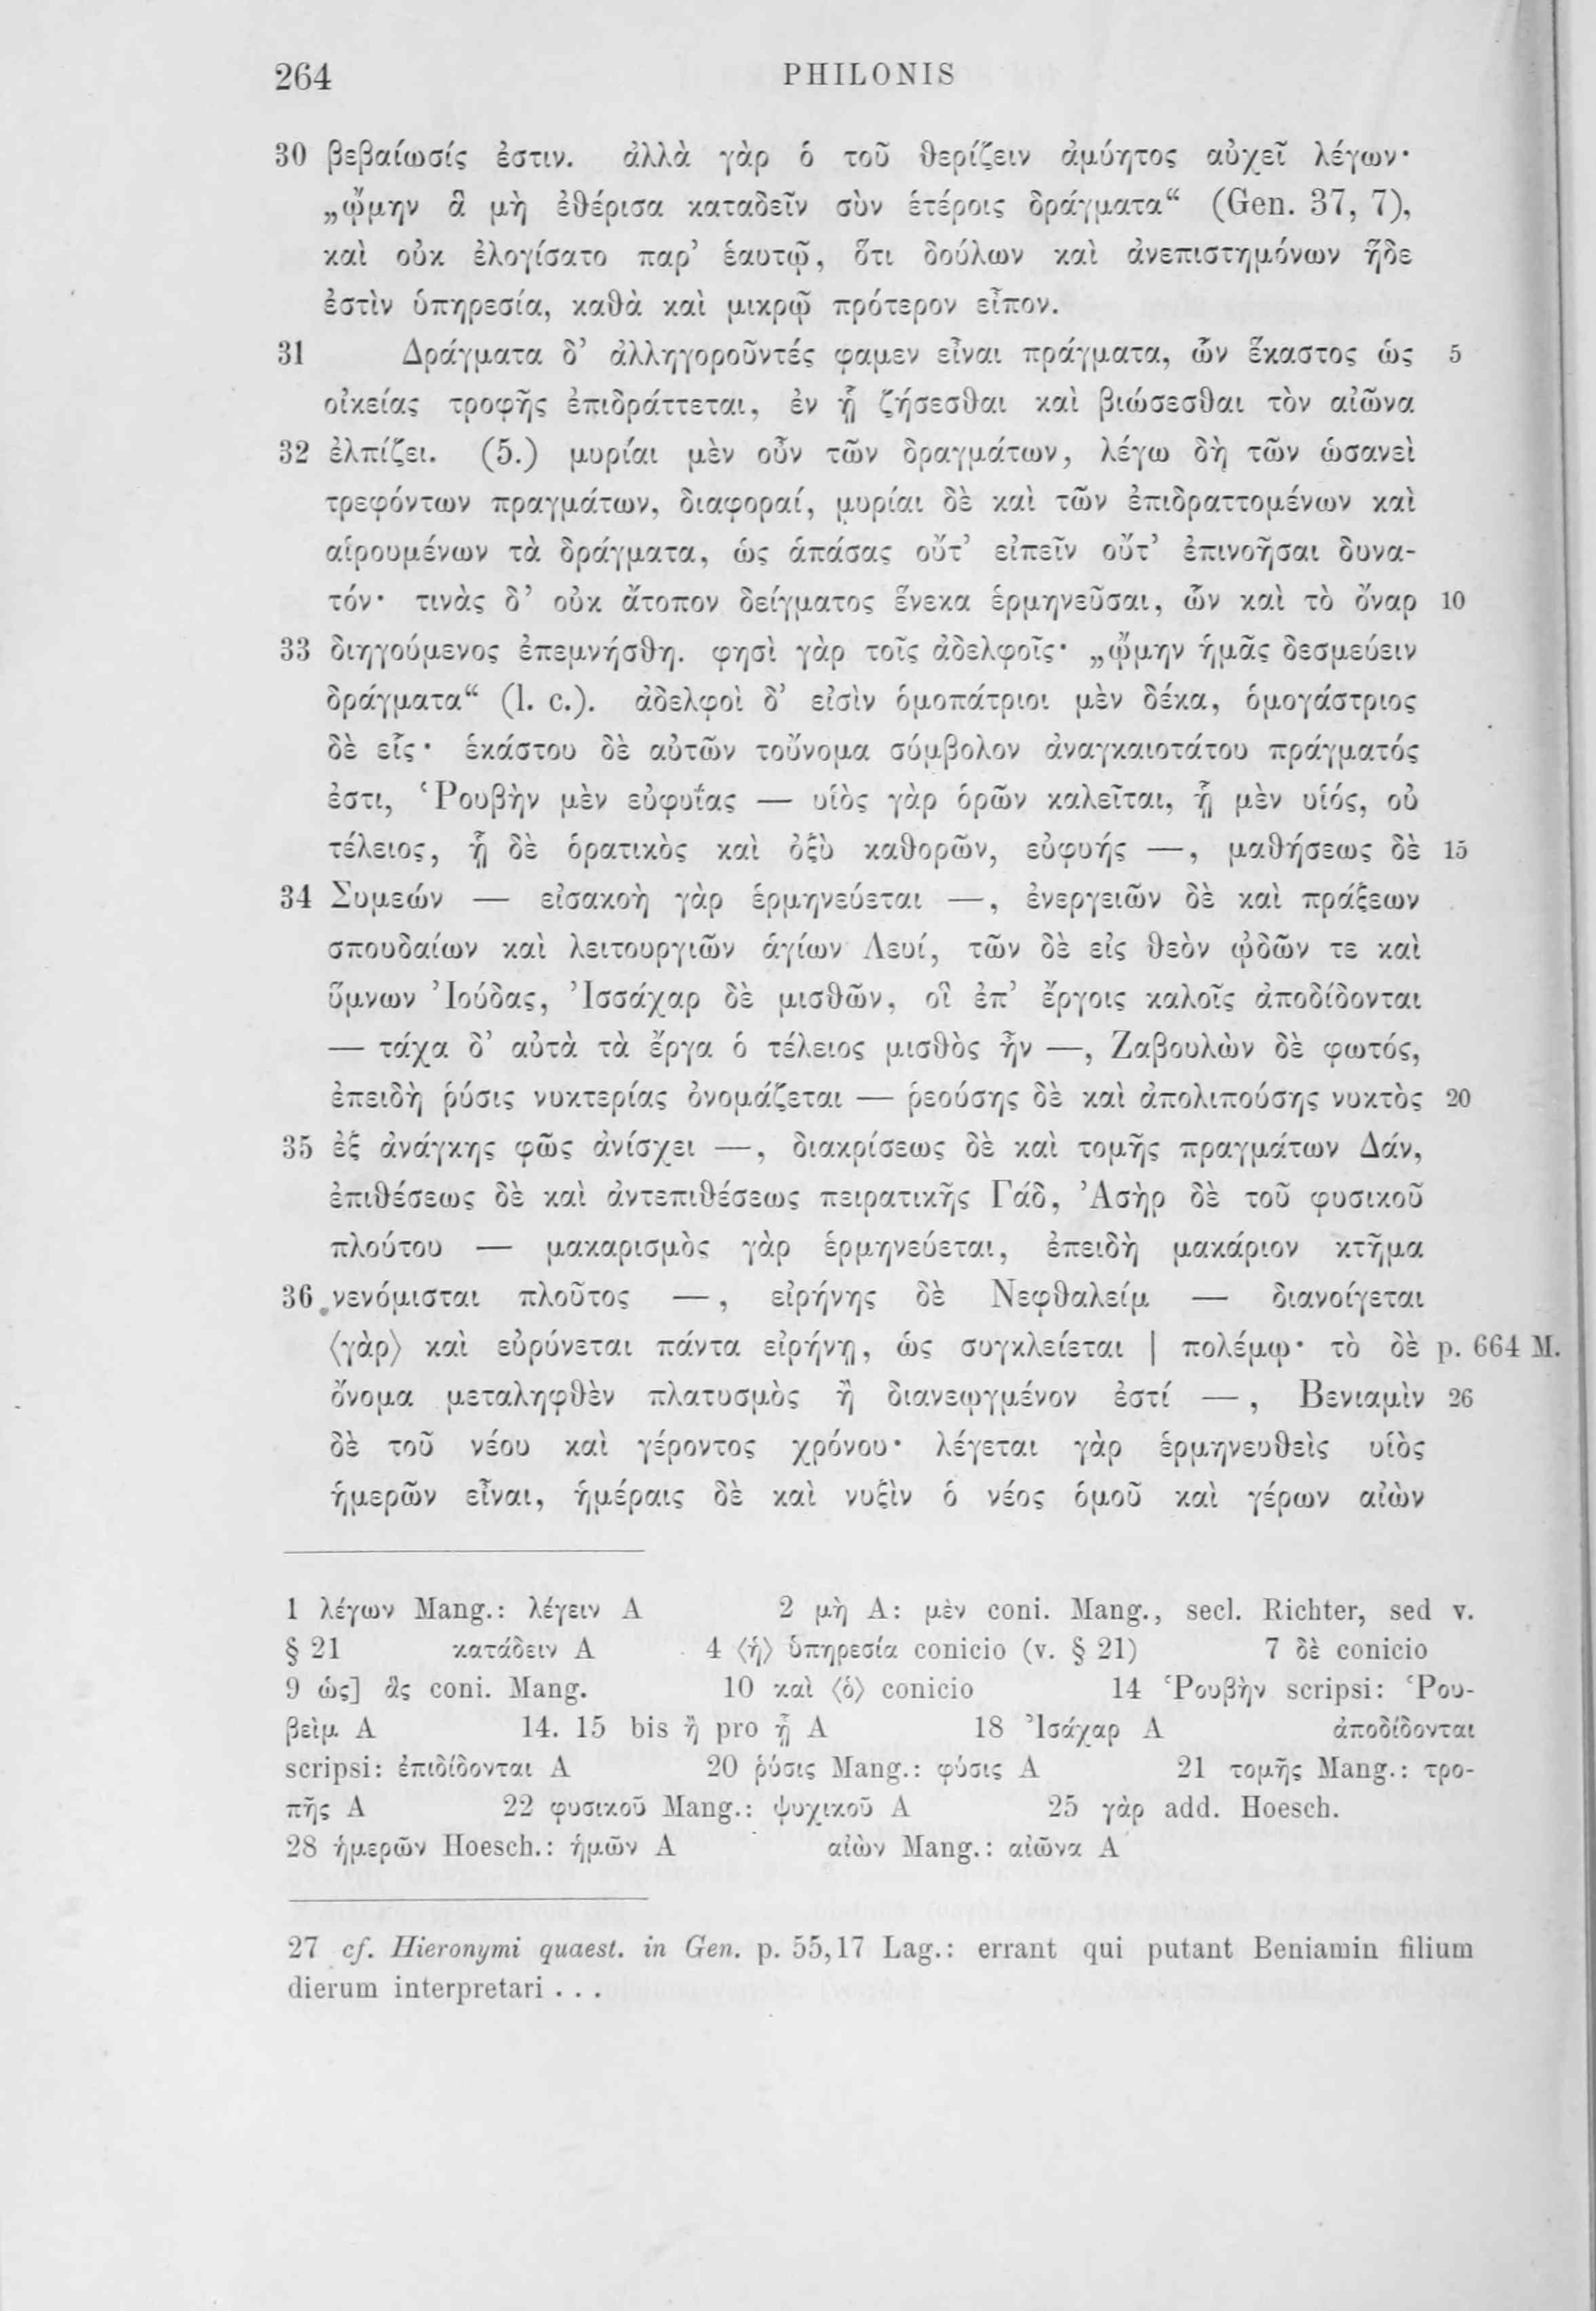 264 PHILONIS
30 βεβαίωσίς ἐστιν. ἀλλὰ γὰρ ὁ τοῦ θερίζειν ἀμύητος αὐχεῖ λέγων·
„ᾤμην ἃ μὴ ἐθέρισα καταδεῖν σὺν ἑτέροις δράγματα“ (Gen. 37, 7),
καὶ οὐκ ἐλογίσατο παρ’ ἑαυτῷ, ὅτι δούλων καὶ ἀνεπιστημόνων ἥδε
ἐστὶν ὑπηρεσία, καθὰ καὶ μικρῷ πρότερον εἶπον.
31 Δράγματα δ’ ἀλληγοροῦντές φαμεν εἶναι πράγματα, ὧν ἕκαστος ὡς 5
οἰκείας τροφῆς ἐπιδράττεται, ἐν ᾗ ζήσεσθαι καὶ βιώσεσθαι τὸν αἰῶνα
32 ἐλπίζει. (5.) μυρίαι μὲν οὖν τῶν δραγμάτων, λέγω δὴ τῶν ὡσανεὶ
τρεφόντων πραγμάτων, διαφοραί, μυρίαι δὲ καὶ τῶν ἐπιδραττομένων καὶ
αἱρουμένων τὰ δράγματα, ὡς ἁπάσας οὔτ’ εἰπεῖν οὔτ’ ἐπινοῆσαι δυνα-
τόν· τινὰς δ’ οὐκ ἄτοπον δείγματος ἕνεκα ἑρμηνεῦσαι, ὧν καὶ τὸ ὄναρ 10
33 διηγούμενος ἐπεμνήσθη. φησὶ γὰρ τοῖς ἀδελφοῖς· „ᾤμην ἡμᾶς δεσμεύειν
δράγματα“ (l. c.). ἀδελφοὶ δ’ εἰσὶν ὁμοπάτριοι μὲν δέκα, ὁμογάστριος
δὲ εἷς· ἑκάστου δὲ αὐτῶν τοὔνομα σύμβολον ἀναγκαιοτάτου πράγματός
ἐστι, Ῥουβὴν μὲν εὐφυΐας — υἱὸς γὰρ ὁρῶν καλεῖται, ᾗ μὲν υἱός, οὐ
τέλειος, ᾗ δὲ ὁρατικὸς καὶ ὀξὺ καθορῶν, εὐφυής —, μαθήσεως δὲ 15
34 Συμεών — εἰσακοὴ γὰρ ἑρμηνεύεται —, ἐνεργειῶν δὲ καὶ πράξεων
σπουδαίων καὶ λειτουργιῶν ἁγίων Λευί, τῶν δὲ εἰς θεὸν ᾠδῶν τε καὶ
ὕμνων Ἰούδας, Ἰσσάχαρ δὲ μισθῶν, οἳ ἐπ’ ἔργοις καλοῖς ἀποδίδονται
— τάχα δ’ αὐτὰ τὰ ἔργα ὁ τέλειος μισθὸς ἦν —, Ζαβουλὼν δὲ φωτός,
ἐπειδὴ ῥύσις νυκτερίας ὀνομάζεται — ῥεούσης δὲ καὶ ἀπολιπούσης νυκτὸς 20
35 ἐξ ἀνάγκης φῶς ἀνίσχει —, διακρίσεως δὲ καὶ τομῆς πραγμάτων Δάν,
ἐπιθέσεως δὲ καὶ ἀντεπιθέσεως πειρατικῆς Γάδ, Ἀσὴρ δὲ τοῦ φυσικοῦ
πλούτου — μακαρισμὸς γὰρ ἑρμηνεύεται, ἐπειδὴ μακάριον κτῆμα
36 νενόμισται πλοῦτος —, εἰρήνης δὲ Νεφθαλείμ — διανοίγεται
⟨γὰρ⟩ καὶ εὐρύνεται πάντα εἰρήνῃ, ὡς συγκλείεται | πολέμῳ· τὸ δὲ p. 664 M.
ὄνομα μεταληφθὲν πλατυσμὸς ἢ διανεῳγμένον ἐστί —, Βενιαμὶν 26
δὲ τοῦ νέου καὶ γέροντος χρόνου· λέγεται γὰρ ἑρμηνευθεὶς υἱὸς
ἡμερῶν εἶναι, ἡμέραις δὲ καὶ νυξὶν ὁ νέος ὁμοῦ καὶ γέρων αἰὼν
1 λέγων Mang.: λέγειν A 2 μὴ A: μὲν coni. Mang., secl. Richter, sed v.
§ 21 κατάδειν A 4 ⟨ἡ⟩ ὑπηρεσία conicio (v. § 21) 7 δὲ conicio
9 ὡς] ἃς coni. Mang. 10 καὶ ⟨ὁ⟩ conicio 14 Ῥουβὴν scripsi: Ῥου-
βεὶμ A 14. 15 bis ἢ pro ᾗ A 18 Ἰσάχαρ A ἀποδίδονται
scripsi: ἐπιδίδονται A 20 ῥύσις Mang.: φύσις A 21 τομῆς Mang.: τρο-
πῆς A 22 φυσικοῦ Mang.: ψυχικοῦ A 25 γὰρ add. Hoesch.
28 ἡμερῶν Hoesch.: ἡμῶν A αἰὼν Mang.: αἰῶνα A
27 cf. Hieronymi quaest. in Gen. p. 55,17 Lag.: errant qui putant Beniamin filium
dierum interpretari . . .